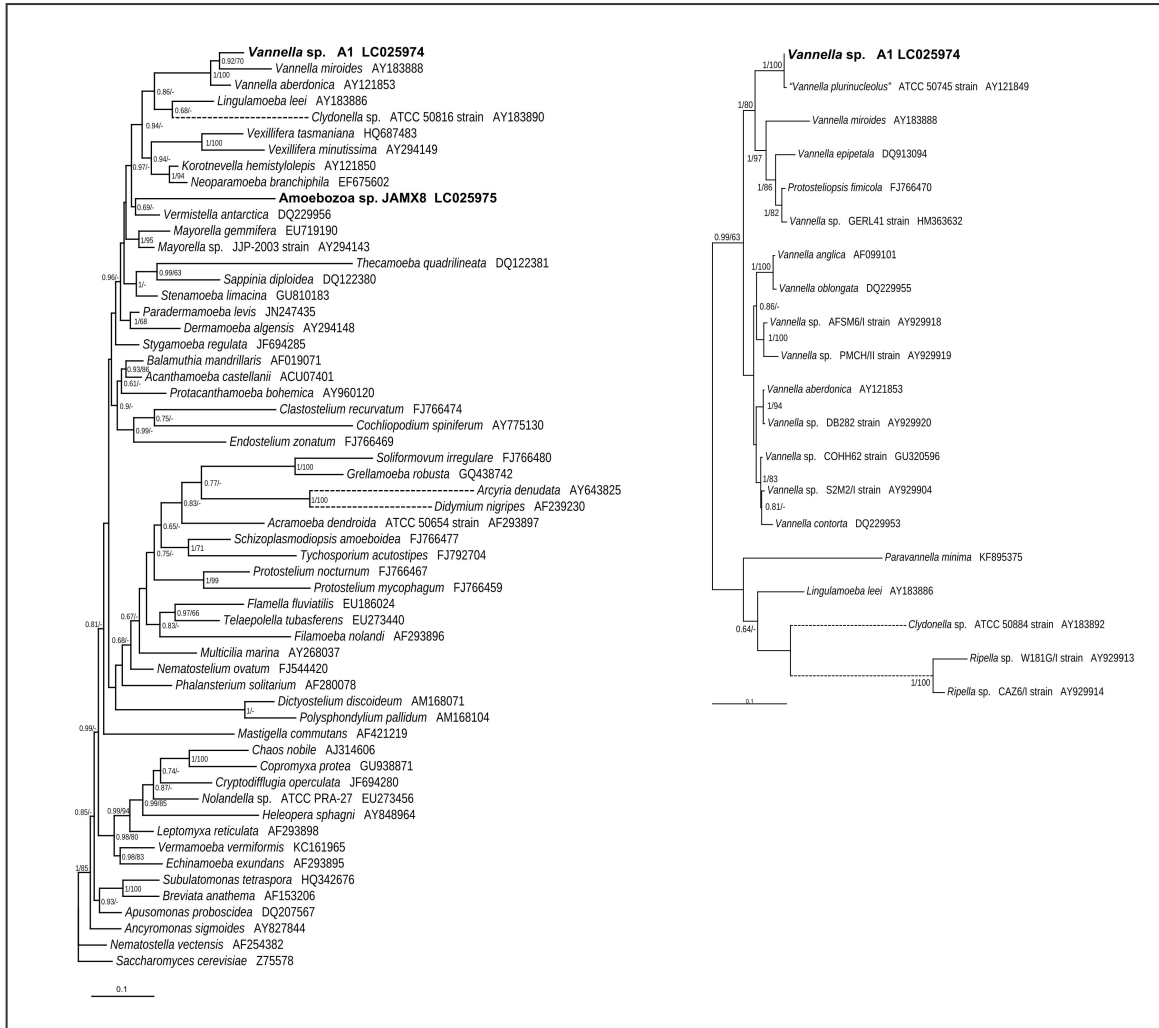 Vannella sp. A1 LC025974
0.92/70
Vannella miroides AY183888
1/100
Vannella aberdonica AY121853
0.86/-
Lingulamoeba leei AY183886
0.68/-
Clydonella sp. ATCC 50816 strain AY183890
0.94/-
Vexillifera tasmaniana HQ687483
1/100
Vexillifera minutissima AY294149
0.94/-
Korotnevella hemistylolepis AY121850
0.97/-
1/94
Neoparamoeba branchiphila EF675602
Amoebozoa sp. JAMX8 LC025975
0.69/-
Vermistella antarctica DQ229956
Mayorella gemmifera EU719190
1/95
Mayorella sp. JJP-2003 strain AY294143
Thecamoeba quadrilineata DQ122381
0.99/63
0.96/-
Sappinia diploidea DQ122380
1/-
Stenamoeba limacina GU810183
Paradermamoeba levis JN247435
1/68
Dermamoeba algensis AY294148
Stygamoeba regulata JF694285
Balamuthia mandrillaris AF019071
0.93/86
Acanthamoeba castellanii ACU07401
0.61/-
Protacanthamoeba bohemica AY960120
0.9/-
Clastostelium recurvatum FJ766474
0.75/-
Cochliopodium spiniferum AY775130
0.99/-
Endostelium zonatum FJ766469
Soliformovum irregulare FJ766480
0.77/-
1/100
Grellamoeba robusta GQ438742
Arcyria denudata AY643825
0.83/-
1/100
Didymium nigripes AF239230
0.65/-
Acramoeba dendroida ATCC 50654 strain AF293897
Schizoplasmodiopsis amoeboidea FJ766477
0.75/-
1/71
Tychosporium acutostipes FJ792704
Protostelium nocturnum FJ766467
1/99
Protostelium mycophagum FJ766459
Flamella fluviatilis EU186024
0.97/66
0.67/-
Telaepolella tubasferens EU273440
0.81/-
0.83/-
Filamoeba nolandi AF293896
0.68/-
Multicilia marina AY268037
Nematostelium ovatum FJ544420
Phalansterium solitarium AF280078
Dictyostelium discoideum AM168071
1/-
Polysphondylium pallidum AM168104
0.99/-
Mastigella commutans AF421219
Chaos nobile AJ314606
1/100
Copromyxa protea GU938871
0.74/-
Cryptodifflugia operculata JF694280
0.87/-
Nolandella sp. ATCC PRA-27 EU273456
0.99/85
0.85/-
0.99/94
Heleopera sphagni AY848964
Leptomyxa reticulata AF293898
0.98/80
Vermamoeba vermiformis KC161965
0.98/83
Echinamoeba exundans AF293895
1/85
Subulatomonas tetraspora HQ342676
1/100
Breviata anathema AF153206
0.93/-
Apusomonas proboscidea DQ207567
Ancyromonas sigmoides AY827844
Nematostella vectensis AF254382
Saccharomyces cerevisiae Z75578
0.1
Vannella sp. A1 LC025974
1/100
"Vannella plurinucleolus" ATCC 50745 strain AY121849
1/80
Vannella miroides AY183888
1/97
Vannella epipetala DQ913094
1/86
Protosteliopsis fimicola FJ766470
1/82
Vannella sp. GERL41 strain HM363632
0.99/63
Vannella anglica AF099101
1/100
Vannella oblongata DQ229955
0.86/-
Vannella sp. AFSM6/I strain AY929918
1/100
Vannella sp. PMCH/II strain AY929919
Vannella aberdonica AY121853
1/94
Vannella sp. DB282 strain AY929920
Vannella sp. COHH62 strain GU320596
1/83
Vannella sp. S2M2/I strain AY929904
0.81/-
Vannella contorta DQ229953
Paravannella minima KF895375
Lingulamoeba leei AY183886
0.64/-
Clydonella sp. ATCC 50884 strain AY183892
Ripella sp. W181G/I strain AY929913
1/100
Ripella sp. CAZ6/I strain AY929914
0.1